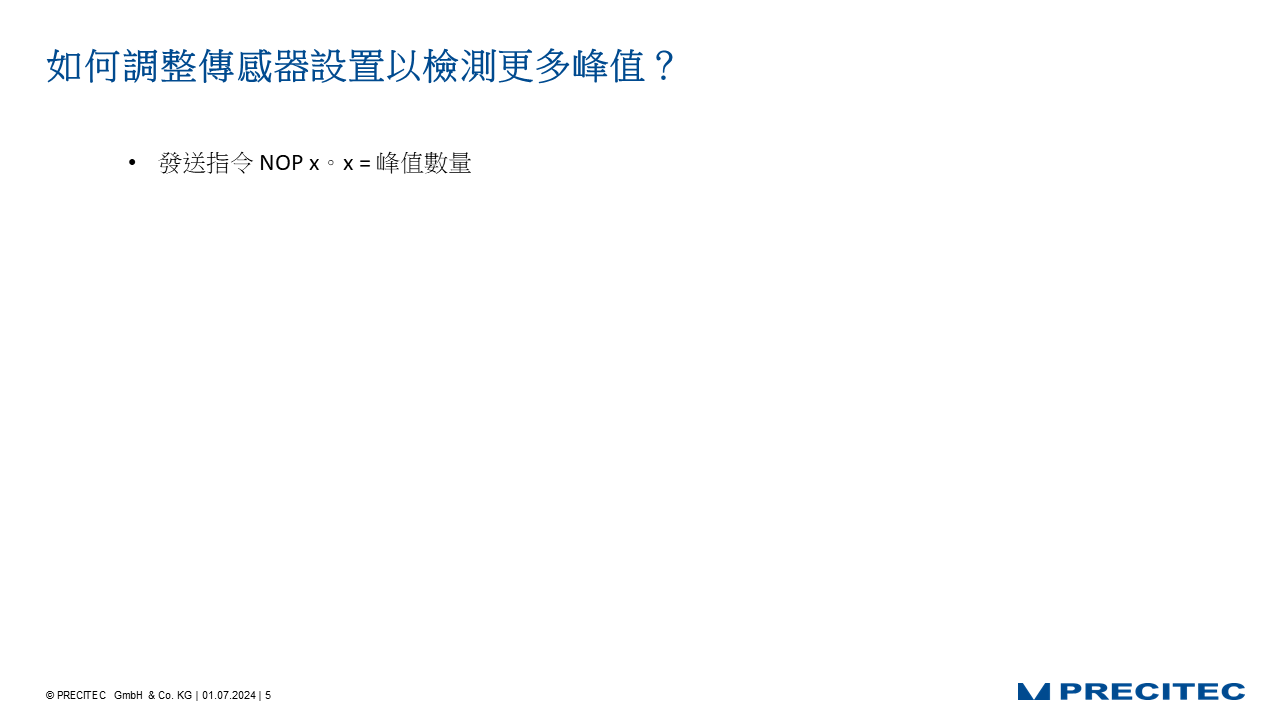 如何調整傳感器設置以檢測更多峰值？
• 發送指令 NOP x。x = 峰值數量
© PRECITEC GmbH & Co. KG | 01.07.2024 | 5
PRECITEC